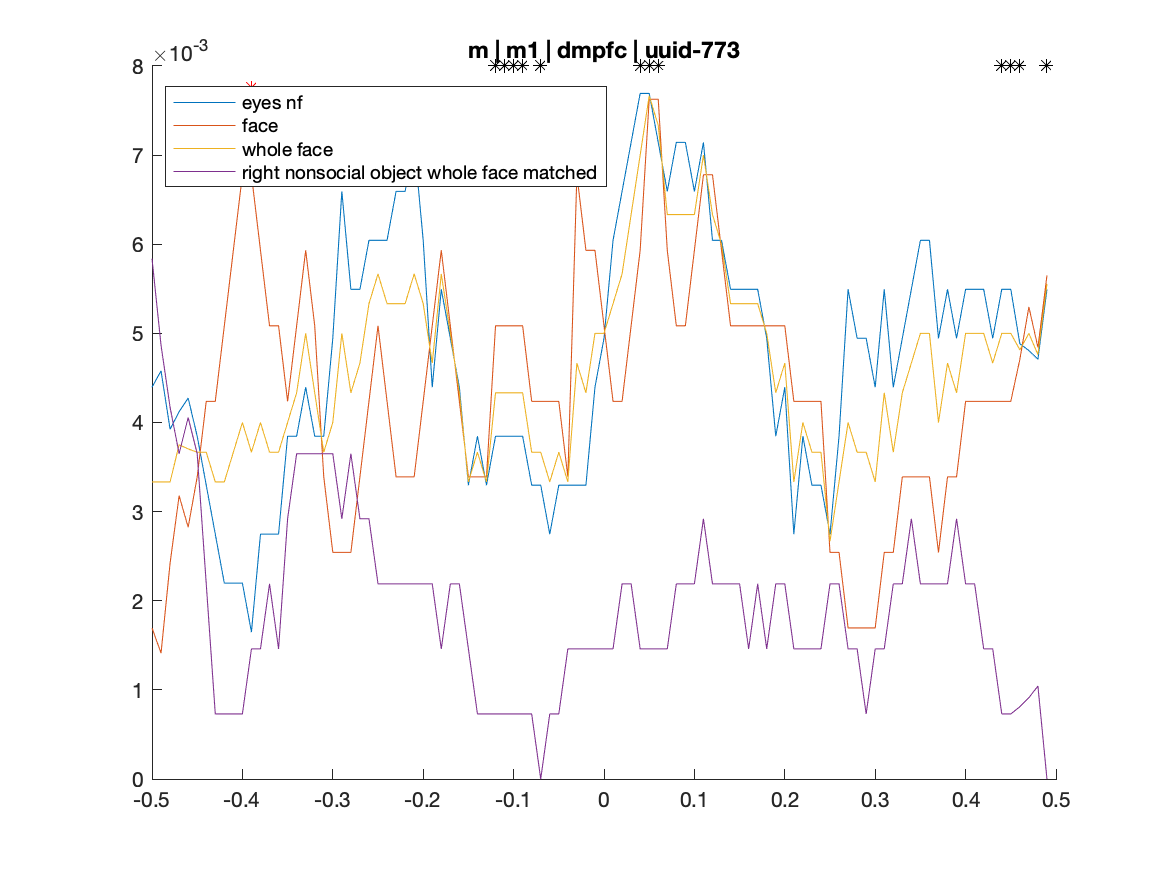 m | m1 | dmpfc | uuid-773
×10-3
8
7
6
5
4
3
2
1
0
eyes nf
face
whole face
right nonsocial object whole face matched
-0.5 -0.4 -0.3 -0.2 -0.1 0 0.1 0.2 0.3 0.4 0.5